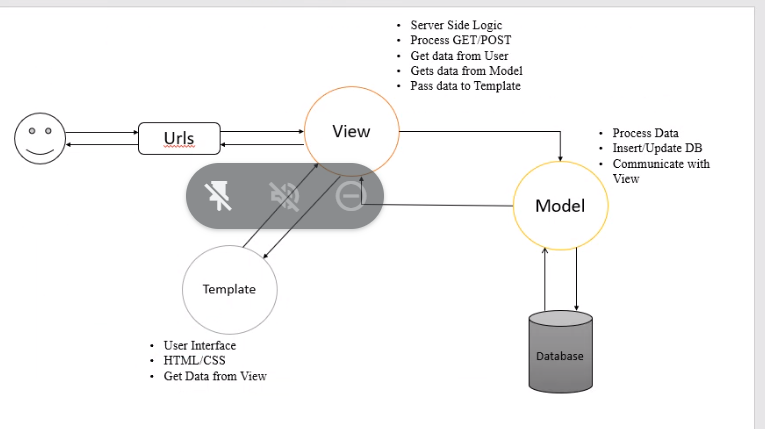 • Server Side Logic
• Process GET/POST
• Get data from User
• Gets data from Model
• Pass data to Template
Urls
View
• Process Data
• Insert/Update DB
• Communicate with
View
Model
Template
• User Interface
• HTML/CSS
• Get Data from View
Database